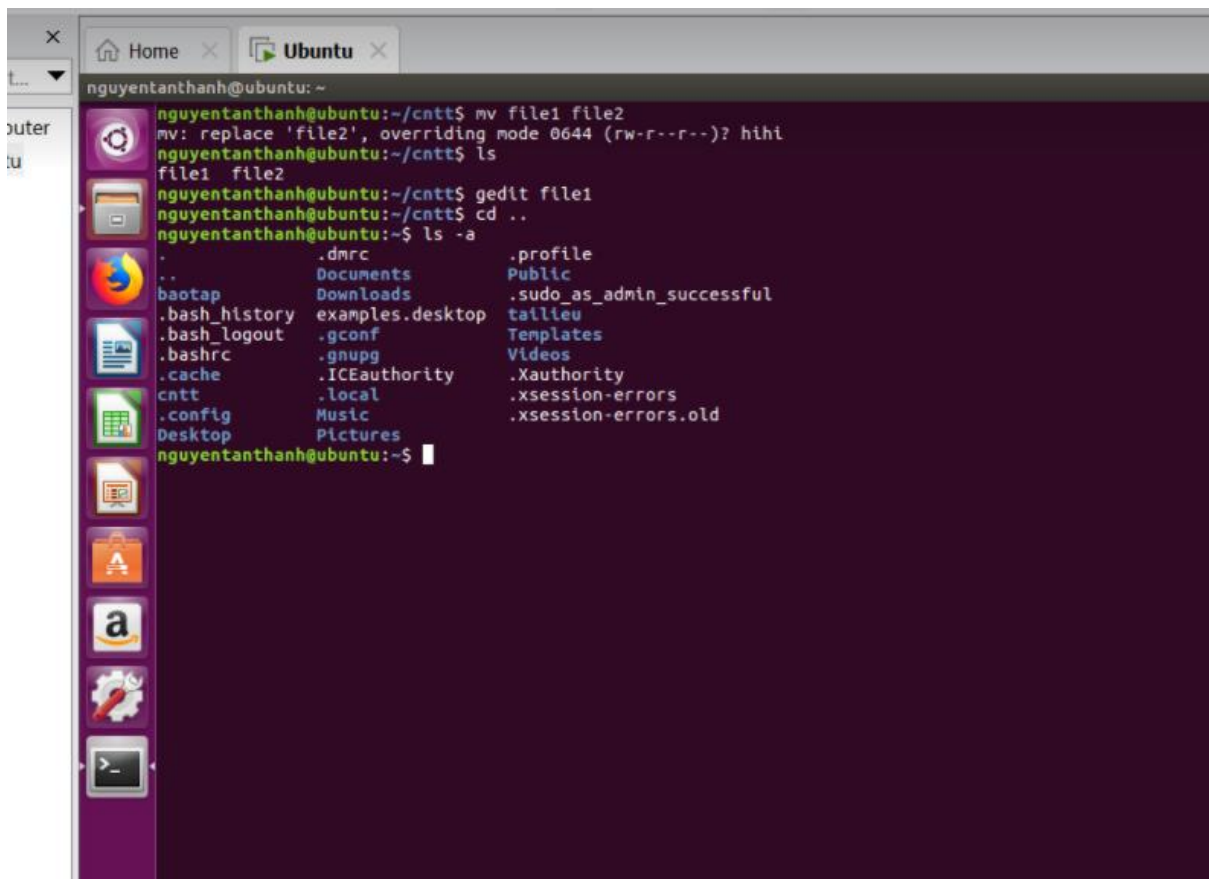 Home
Ubuntu
nguyentanthanh@ubuntu: ~
nguyentanthanh@ubuntu:~/cntt$ mv file1 file2
mv: replace 'file2', overriding mode 0644 (rw-r--r--)? hihi
nguyentanthanh@ubuntu:~/cntt$ ls
file1 file2
nguyentanthanh@ubuntu:~/cntt$ gedit file1
nguyentanthanh@ubuntu:~/cntt$ cd ..
nguyentanthanh@ubuntu:~$ ls -a
. .dmrc .profile
.. Documents Public
baotap Downloads .sudo_as_admin_successful
.bash_history examples.desktop tailieu
.bash_logout .gconf Templates
.bashrc .gnupg Videos
.cache .ICEauthority .Xauthority
cntt .local .xsession-errors
.config Music .xsession-errors.old
Desktop Pictures
nguyentanthanh@ubuntu:~$